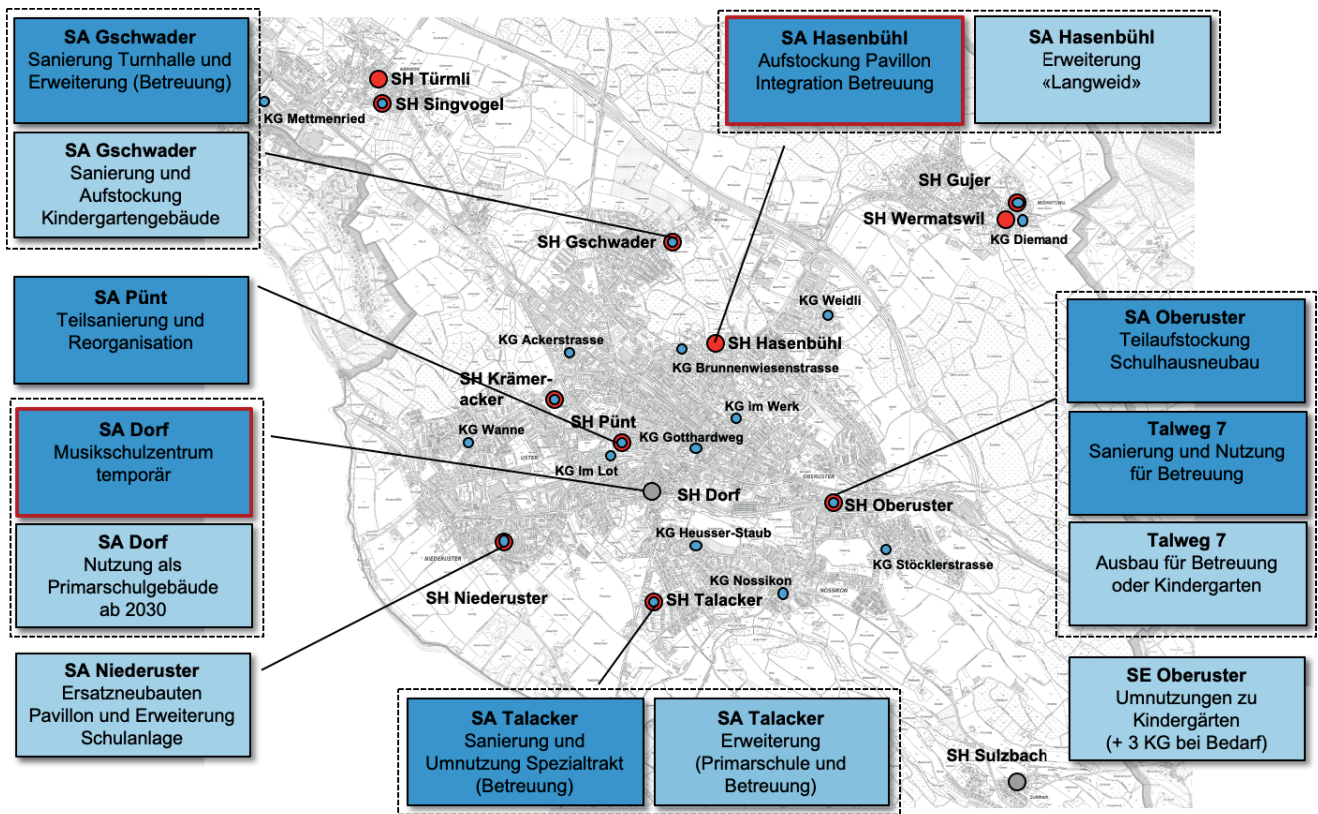 SA Gschwader
Sanierung Turnhalle und
Erweiterung (Betreuung)
SA Gschwader
Sanierung und
Aufstockung
Kindergartengebäude
SA Hasenbühl
Aufstockung Pavillon
Integration Betreuung
SA Hasenbühl
Erweiterung
«Langweid»
SH Türmli
SH Singvogel
KG Mettmenried
SH Gujer
SH Wermatswil
KG Diemand
SH Gschwader
KG Weidli
SA Pünt
Teilsanierung und
Reorganisation
KG Ackerstrasse
SH Hasenbühl
KG Brunnenwiesenstrasse
SH Krämer-
acker
KG im Werk
SH Pünt
KG Wanne
KG Gotthardweg
KG Im Lot
USTER
OBERUSTER
SA Oberuster
Teilaufstockung
Schulhausneubau
Talweg 7
Sanierung und Nutzung
für Betreuung
Talweg 7
Ausbau für Betreuung
oder Kindergarten
SA Dorf
Musikschulzentrum
temporär
SA Dorf
Nutzung als
Primarschulgebäude
ab 2030
SH Dorf
SH Oberuster
KG Heusser-Staub
KG Stöcklerstrasse
NIEDERUSTER
KG Nossikon
NOSSIKON
SH Niederuster
SH Talacker
SA Niederuster
Ersatzneubauten
Pavillon und Erweiterung
Schulanlage
SA Talacker
Sanierung und
Umnutzung Spezialtrakt
(Betreuung)
SA Talacker
Erweiterung
(Primarschule und
Betreuung)
SE Oberuster
Umnutzungen zu
Kindergärten
(+ 3 KG bei Bedarf)
SH Sulzbach
Sulzbach